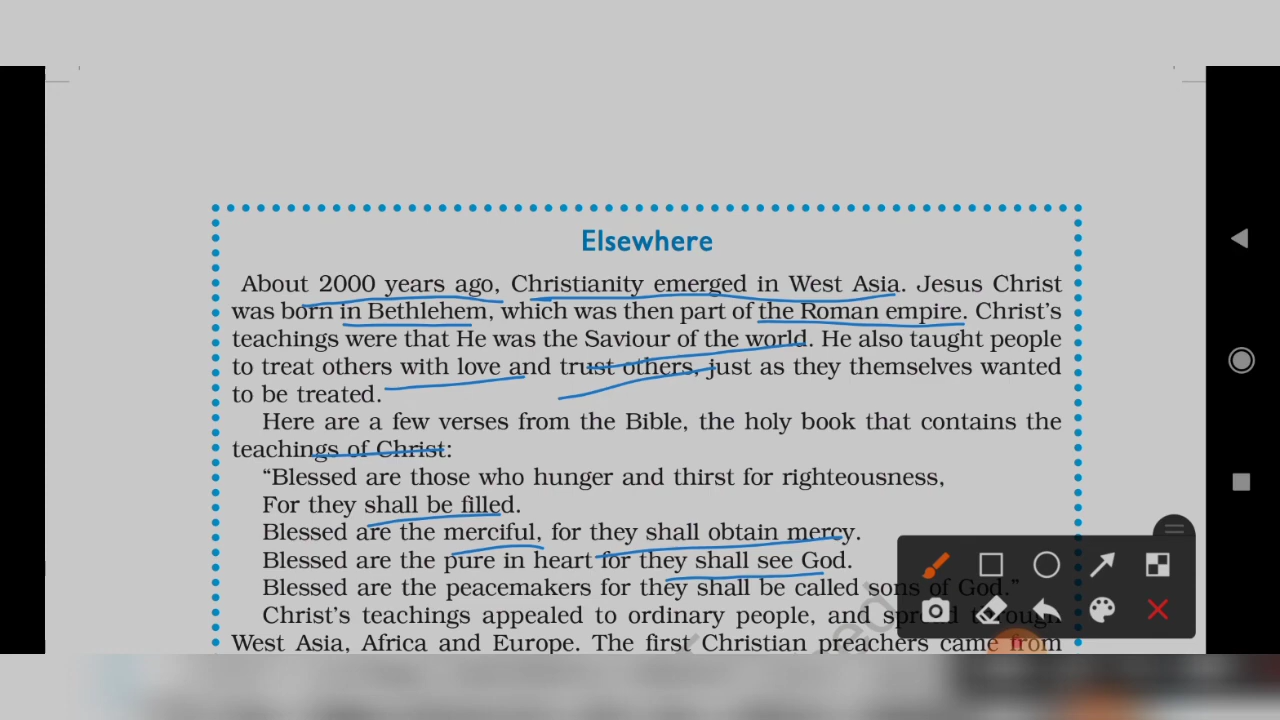 Elsewhere
About 2000 years ago, Christianity emerged in West Asia. Jesus Christ
was born in Bethlehem, which was then part of the Roman empire. Christ's
teachings were that He was the Saviour of the world. He also taught people
to treat others with love and trust others, just as they themselves wanted
to be treated.
Here are a few verses from the Bible, the holy book that contains the
teachings of Christ:
"Blessed are those who hunger and thirst for righteousness,
For they shall be filled.
Blessed are the merciful, for they shall obtain mercy.
Blessed are the pure in heart for they shall see God.
Blessed are the peacemakers for they shall be called sons of God."
Christ's teachings appealed to ordinary people, and spread through
West Asia, Africa and Europe. The first Christian preachers came from